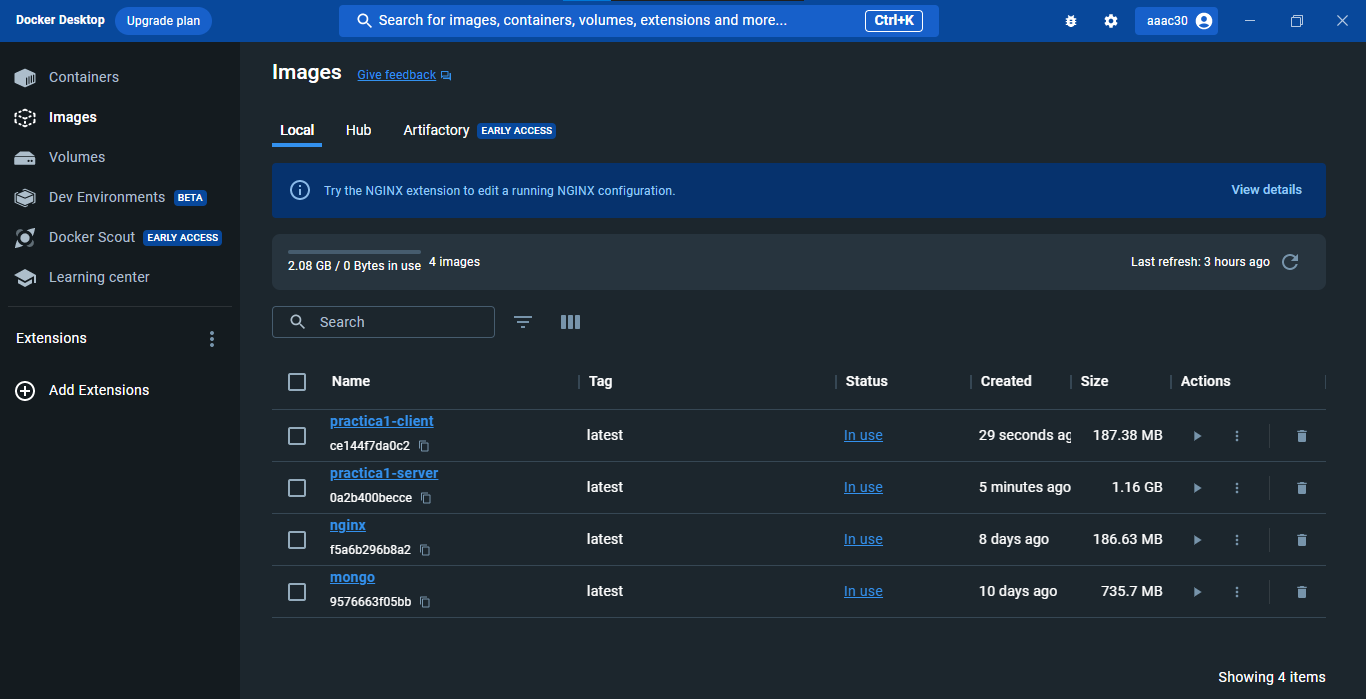 Docker Desktop Upgrade plan Search for images, containers, volumes, extensions and more... Ctrl+K aaac30
Containers
Images
Volumes
Dev Environments BETA
Docker Scout EARLY ACCESS
Learning center
Extensions
Add Extensions
Images Give feedback
Local Hub Artifactory EARLY ACCESS
Try the NGINX extension to edit a running NGINX configuration. View details
2.08 GB / 0 Bytes in use 4 images Last refresh: 3 hours ago
Search
Name Tag Status Created Size Actions
practica1-client
ce144f7da0c2 latest In use 29 seconds ag 187.38 MB
practica1-server
0a2b400becce latest In use 5 minutes ago 1.16 GB
nginx
f5a6b296b8a2 latest In use 8 days ago 186.63 MB
mongo
9576663f05bb latest In use 10 days ago 735.7 MB
Showing 4 items